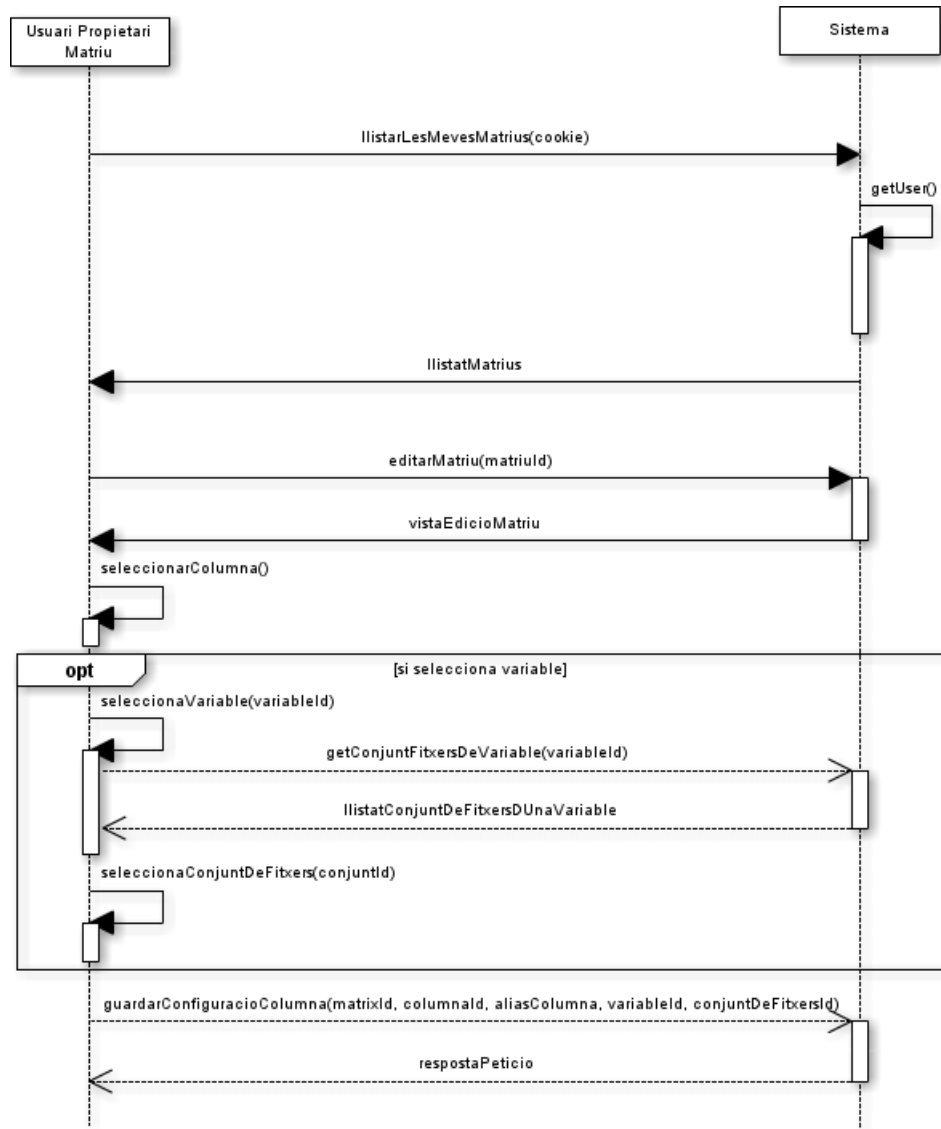 Usuari Propietari
Matriu
Sistema
llistarLesMevesMatrius(cookie)
getUser()
llistatMatrius
editarMatriu(matriuId)
vistaEdicioMatriu
seleccionarColumna()
opt
[si selecciona variable]
seleccionaVariable(variableId)
getConjuntFitxersDeVariable(variableId)
llistatConjuntDeFitxersDUnaVariable
seleccionaConjuntDeFitxers(conjuntId)
guardarConfiguracioColumna(matrixId, columnaId, aliasColumna, variableId, conjuntDeFitxersId)
respostaPeticio